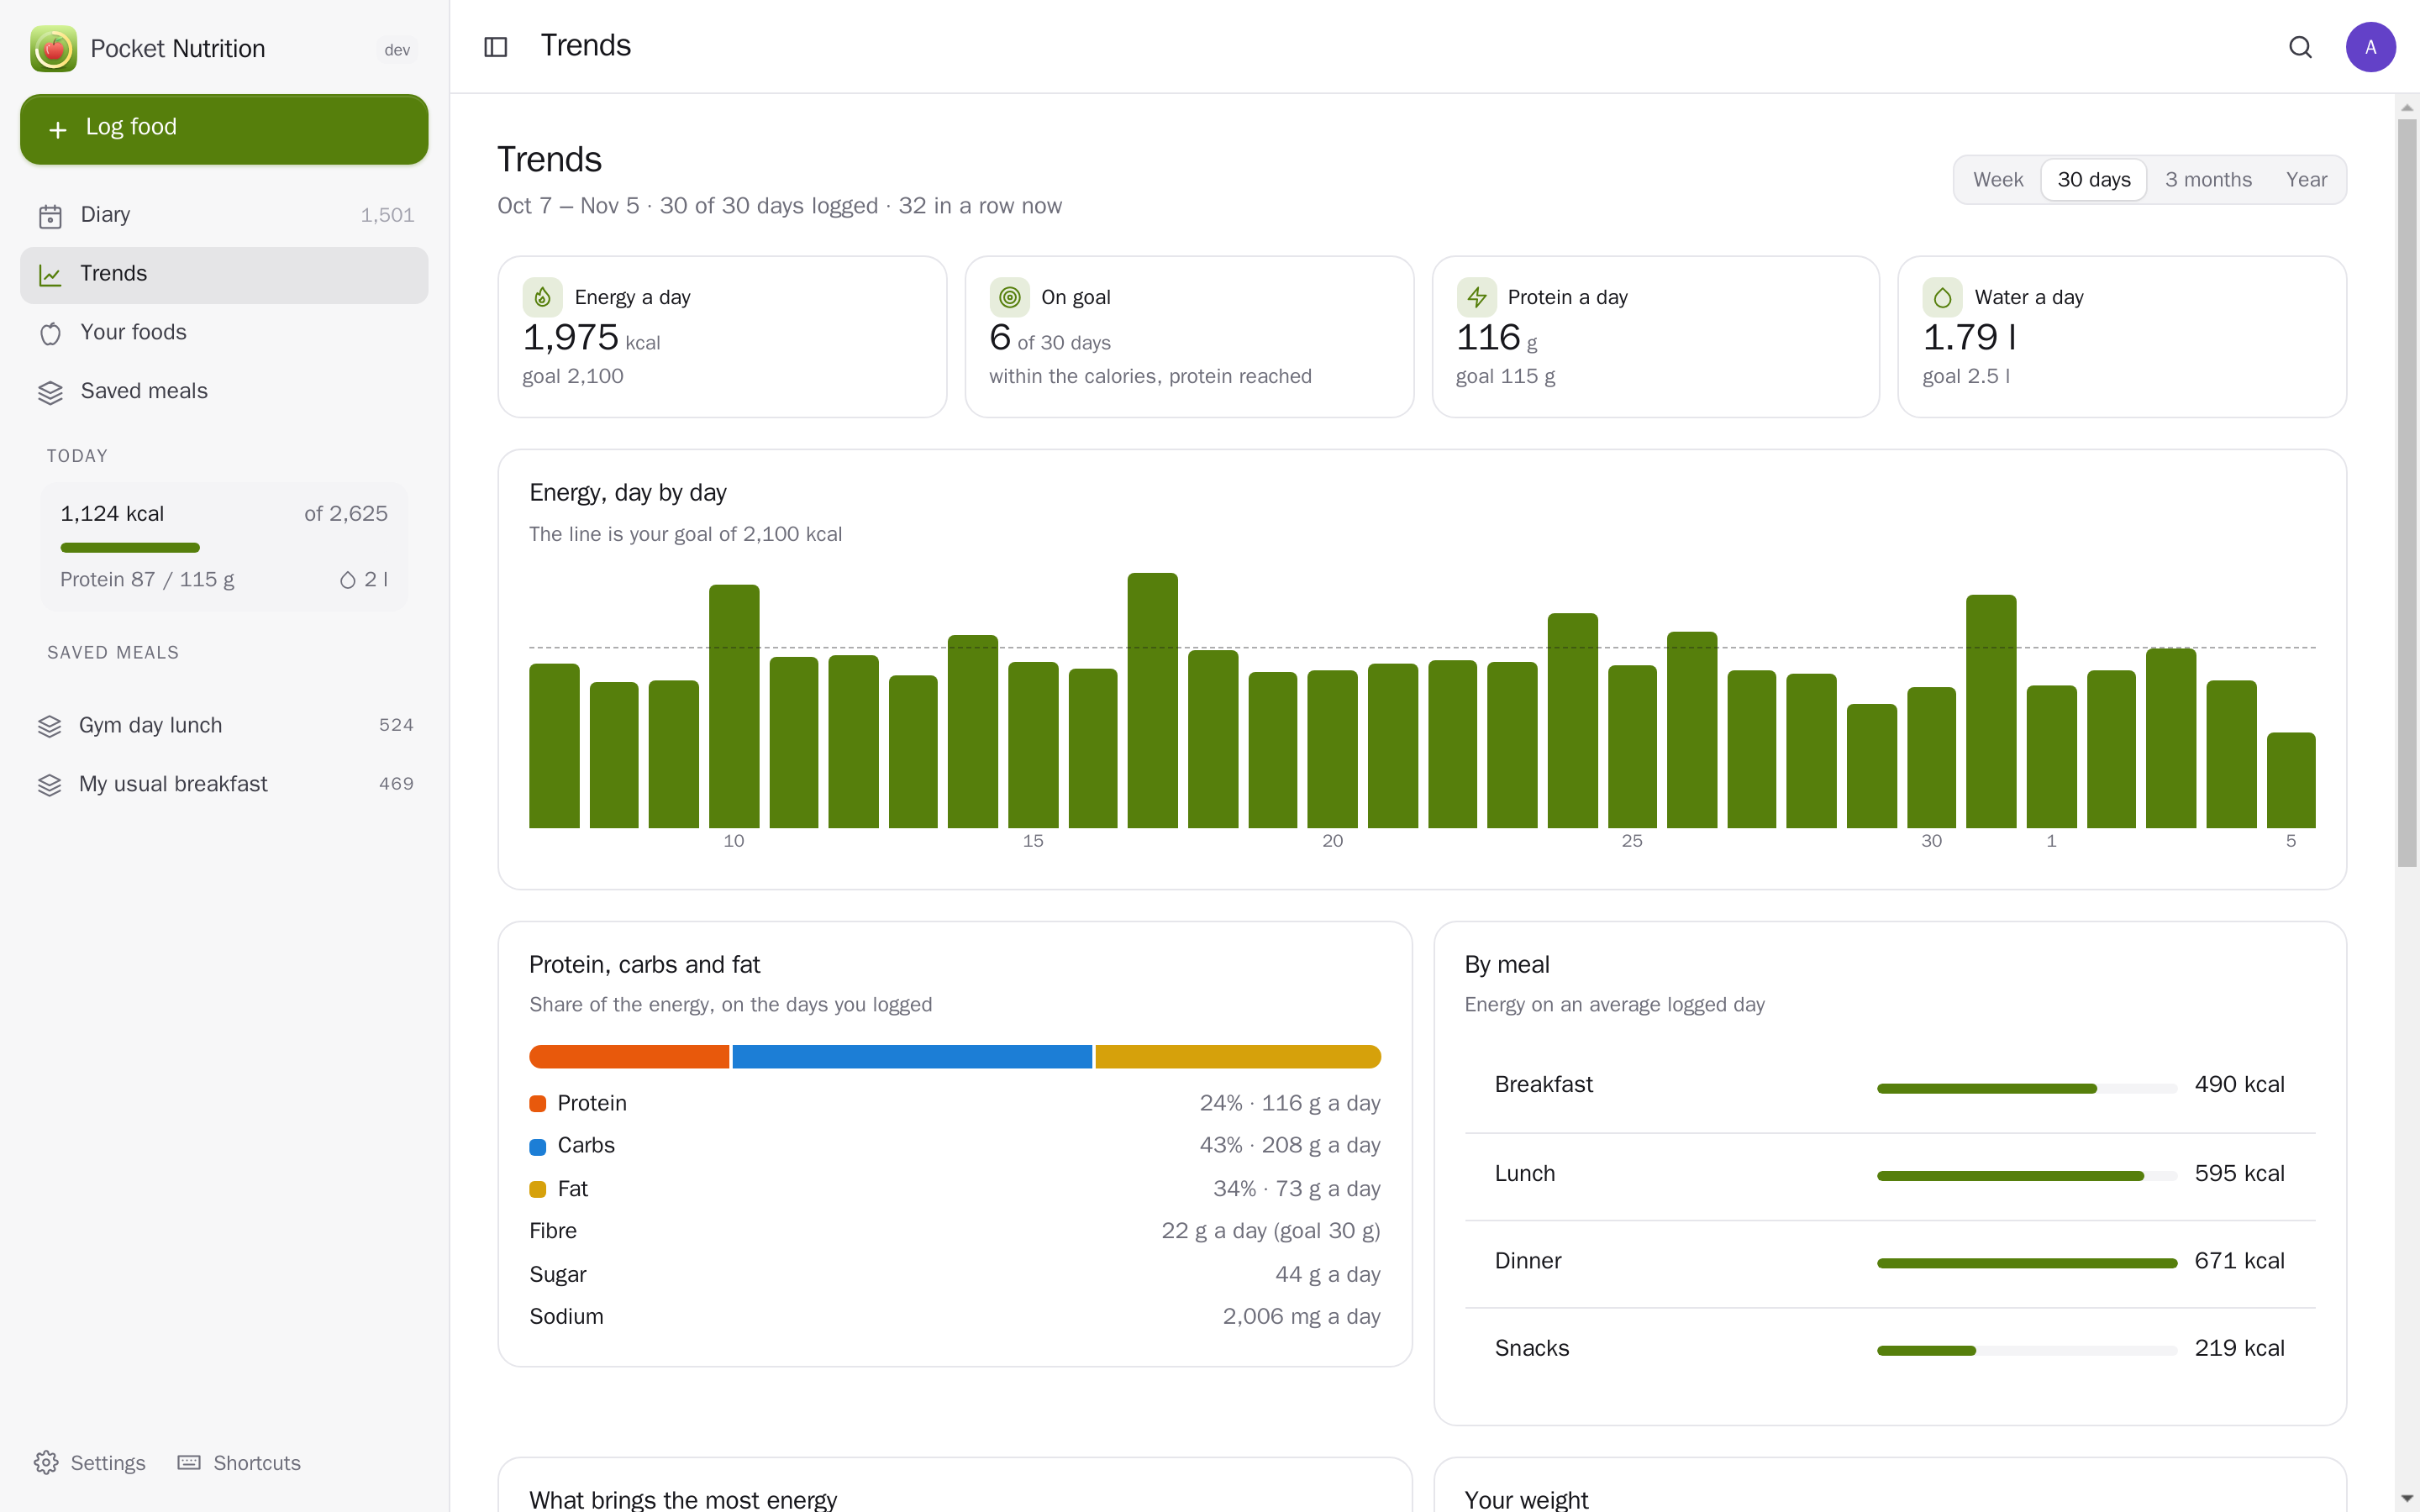 Pocket Nutrition
dev
Log food
Diary 1,501
Trends
Your foods
Saved meals
TODAY
1,124 kcal of 2,625
Protein 87 / 115 g 2 l
SAVED MEALS
Gym day lunch 524
My usual breakfast 469
Settings Shortcuts
Trends
A
Trends
Oct 7 – Nov 5 · 30 of 30 days logged · 32 in a row now
Week 30 days 3 months Year
Energy a day
1,975 kcal
goal 2,100
On goal
6 of 30 days
within the calories, protein reached
Protein a day
116 g
goal 115 g
Water a day
1.79 l
goal 2.5 l
Energy, day by day
The line is your goal of 2,100 kcal
10 15 20 25 30 1 5
Protein, carbs and fat
Share of the energy, on the days you logged
Protein 24% · 116 g a day
Carbs 43% · 208 g a day
Fat 34% · 73 g a day
Fibre 22 g a day (goal 30 g)
Sugar 44 g a day
Sodium 2,006 mg a day
By meal
Energy on an average logged day
Breakfast 490 kcal
Lunch 595 kcal
Dinner 671 kcal
Snacks 219 kcal
What brings the most energy
Your weight